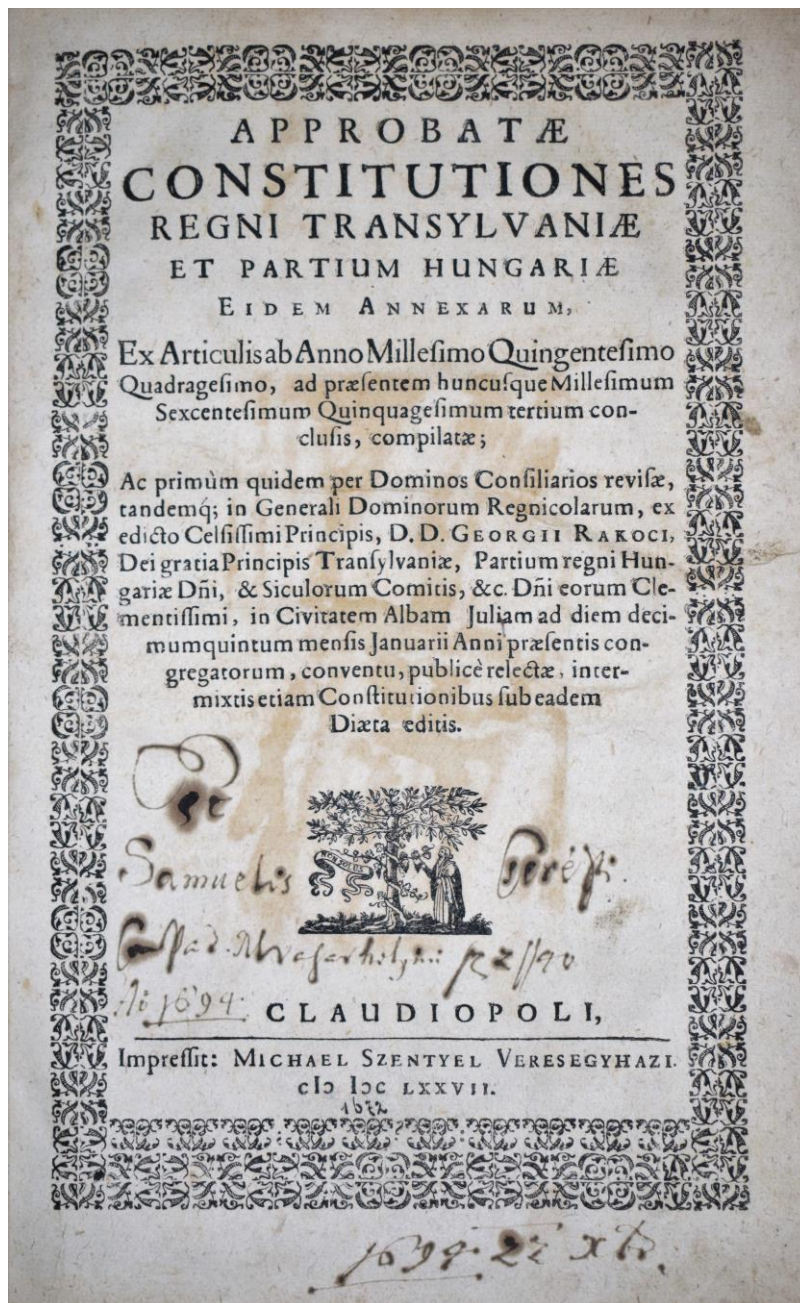 APPROBATÆ
CONSTITUTIONES
REGNI TRANSYLVANIÆ
ET PARTIUM HUNGARIÆ
EIDEM ANNEXARUM,
Ex Articulis ab Anno Millesimo Quingentesimo
Quadragesimo, ad præsentem huncusque Millesimum
Sexcentesimum Quinquagesimum tertium con-
clusis, compilatæ;
Ac primùm quidem per Dominos Consiliarios revisæ,
tandemq́; in Generali Dominorum Regnicolarum, ex
edicto Celsissimi Principis, D. D. GEORGII RAKOCI,
Dei gratia Principis Transylvaniæ, Partium regni Hun-
gariæ Dñi, & Siculorum Comitis, &c. Dñi eorum Cle-
mentissimi, in Civitatem Albam Juliam ad diem deci-
mumquintum mensis Januarii Anni præsentis con-
gregatorum, conventu, publicè relectæ, inter-
mixtis etiam Constitutionibus sub eadem
Diæta editis.
Samuelis
1694.
CLAUDIOPOLI,
Impressit: MICHAEL SZENTYEL VERESEGYHAZI.
cIɔ Iɔc LXXVII.
1694. 27 xbr.